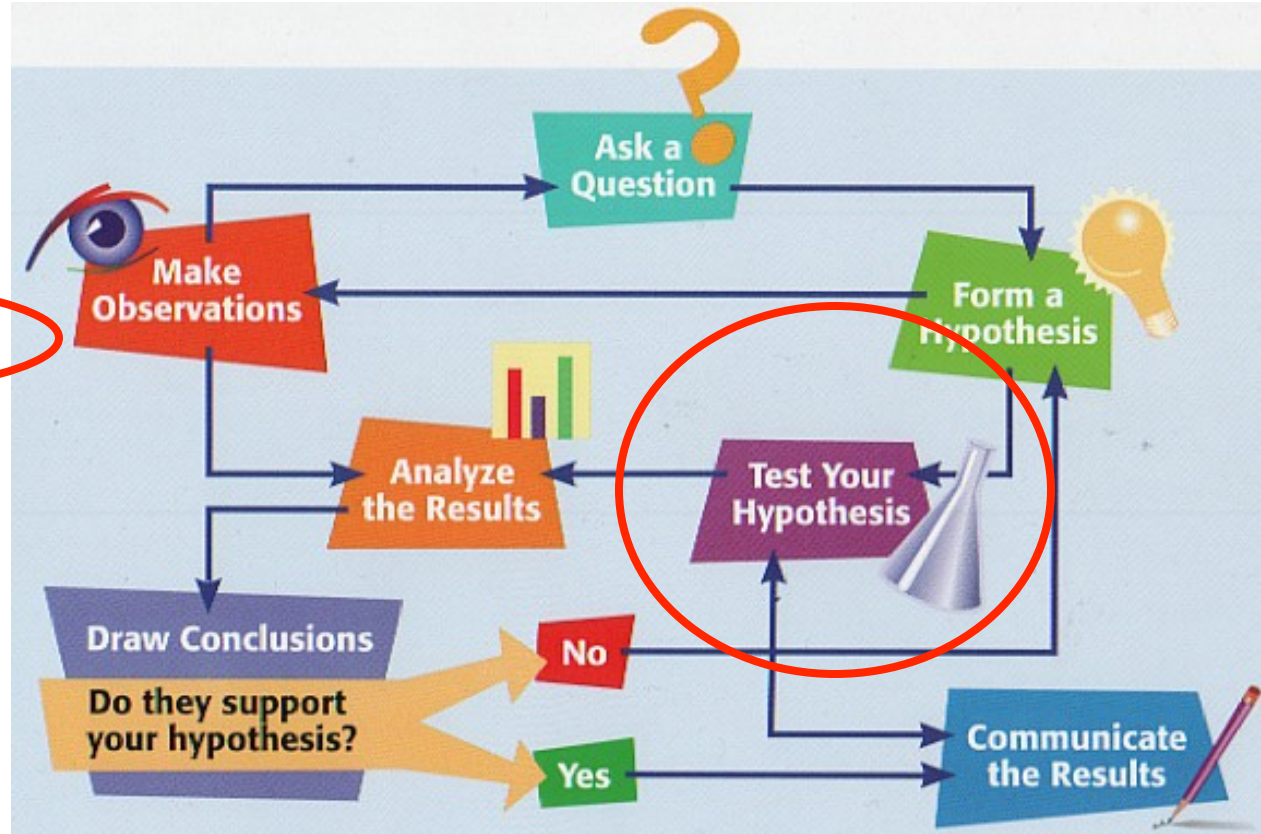 Ask a
Question
Make
Observations
Form a
Hypothesis
Analyze
the Results
Test Your
Hypothesis
Draw Conclusions
Do they support
your hypothesis?
No
Yes
Communicate
the Results